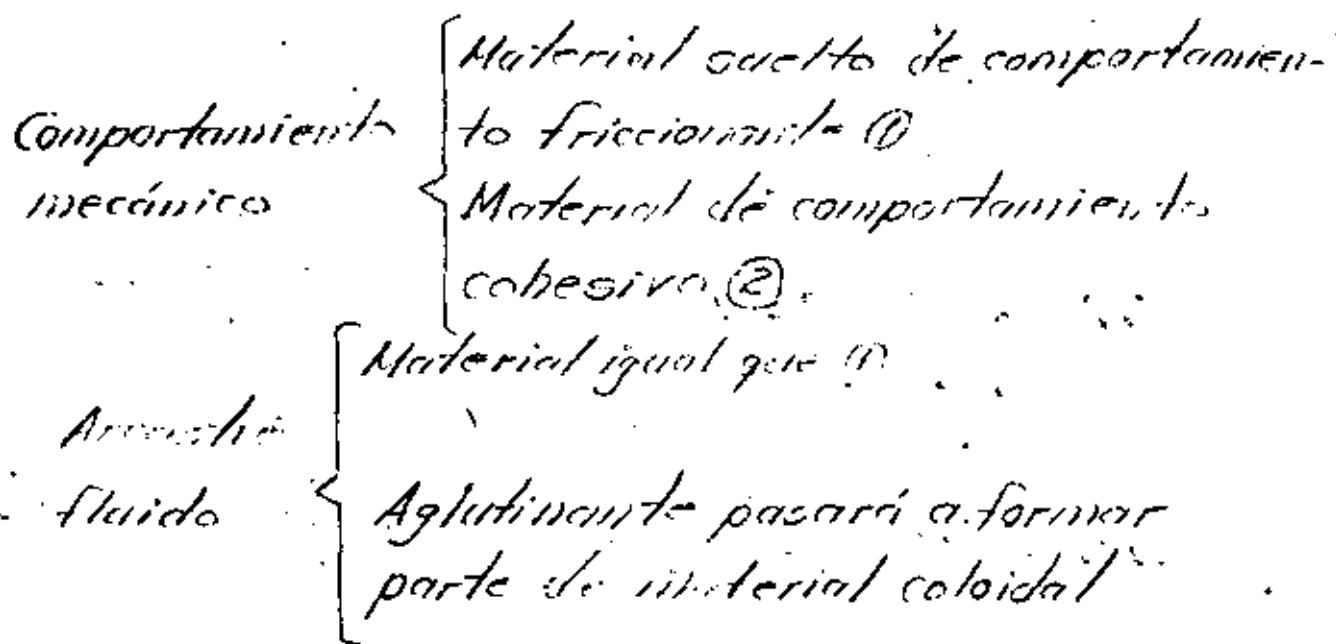 Material suelto de comportamien-
to friccionante ①
Comportamiento
mecánico
Material de comportamiento
cohesivo ②
Material igual que ①
fluido
Aglutinante pasará a formar
parte de material coloidal